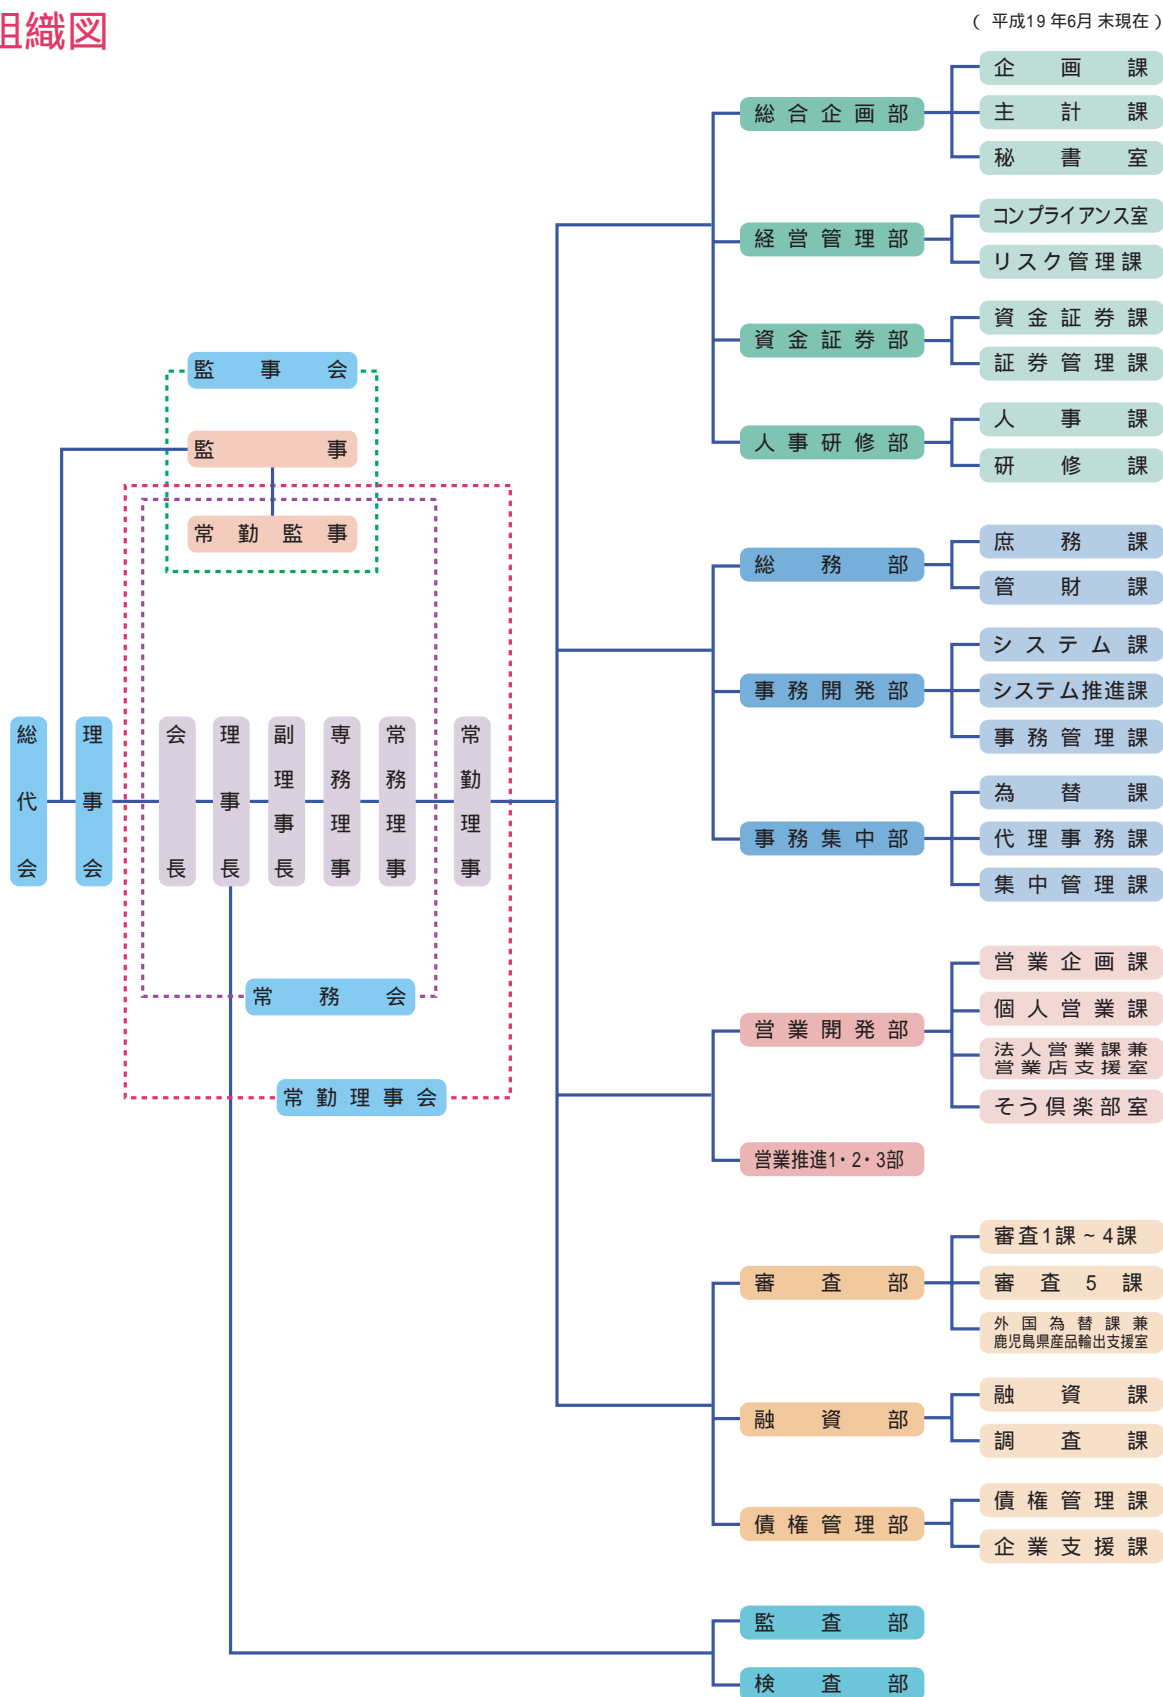 組織図
( 平成19年6月末現在 )
企画課
総合企画部
主計課
秘書室
コンプライアンス室
経営管理部
リスク管理課
資金証券課
資金証券部
証券管理課
人事課
人事研修部
研修課
監事会
監事
常勤監事
庶務課
総務部
管財課
システム課
事務開発部
システム推進課
事務管理課
総代会
理事会
会長
理事長
副理事長
専務理事
常務理事
常勤理事
為替課
事務集中部
代理事務課
集中管理課
常務会
常勤理事会
営業企画課
個人営業課
営業開発部
法人営業課兼
営業店支援室
そう倶楽部室
営業推進1・2・3部
審査1課~4課
審査部
審査5課
外国為替課兼
鹿児島県産品輸出支援室
融資課
融資部
調査課
債権管理課
債権管理部
企業支援課
監査部
検査部